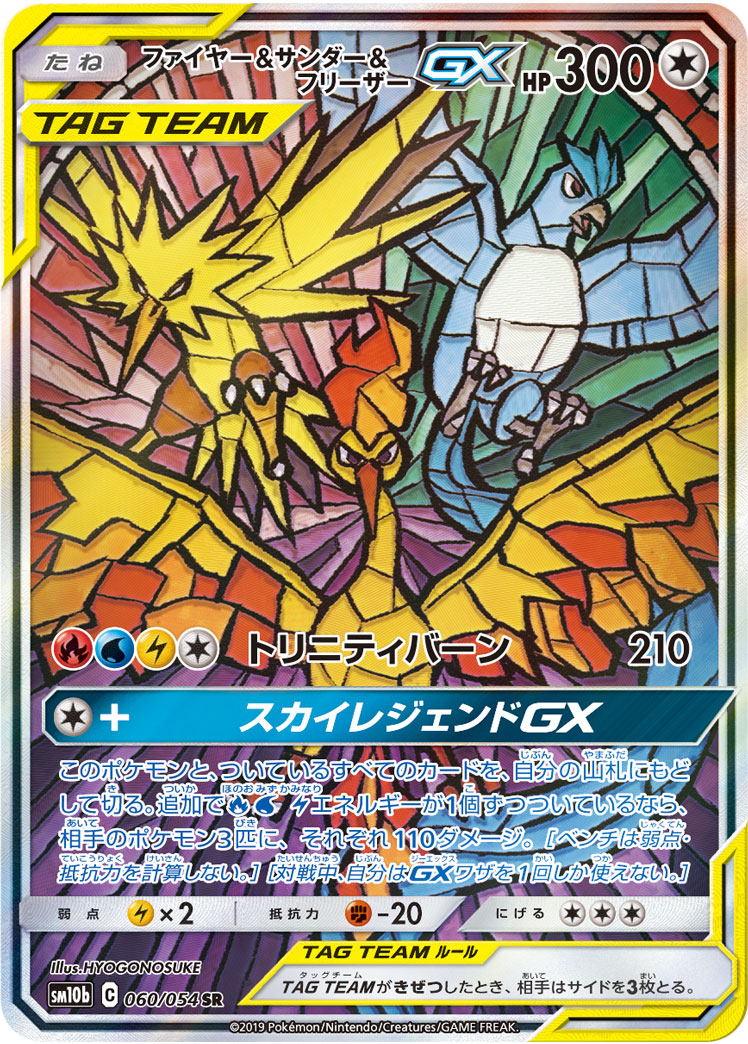 たね
ファイヤー&サンダー&
フリーザー GX HP 300
TAG TEAM
トリニティバーン 210
+ スカイレジェンドGX
このポケモンと、ついているすべてのカードを、自分の山札にもど
して切る。追加で エネルギーが1個ずつついているなら、
相手のポケモン3匹に、それぞれ110ダメージ。[ベンチは弱点・
抵抗力を計算しない。][対戦中、自分はGXワザを1回しか使えない。]
弱点 ×2 抵抗力 -20 にげる
TAG TEAM ルール
Illus.HYOGONOSUKE
TAG TEAMがきぜつしたとき、相手はサイドを3枚とる。
sm10b C 060/054 SR
©2019 Pokémon/Nintendo/Creatures/GAME FREAK.